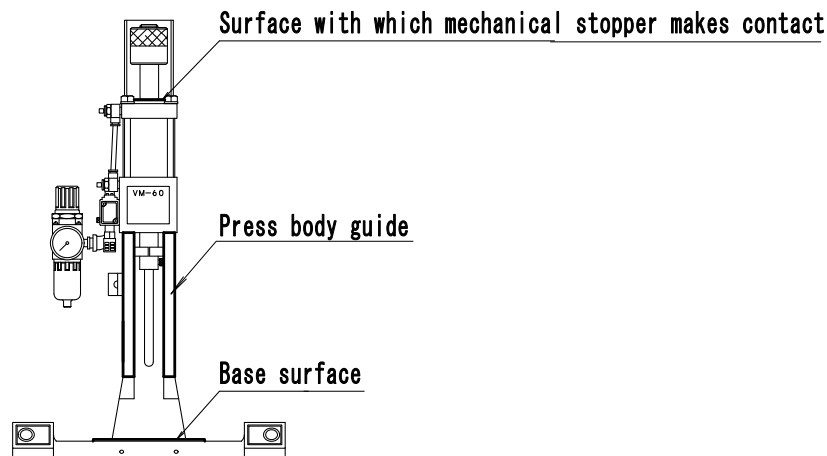 Surface with which mechanical stopper makes contact
VM-60
Press body guide
Base surface